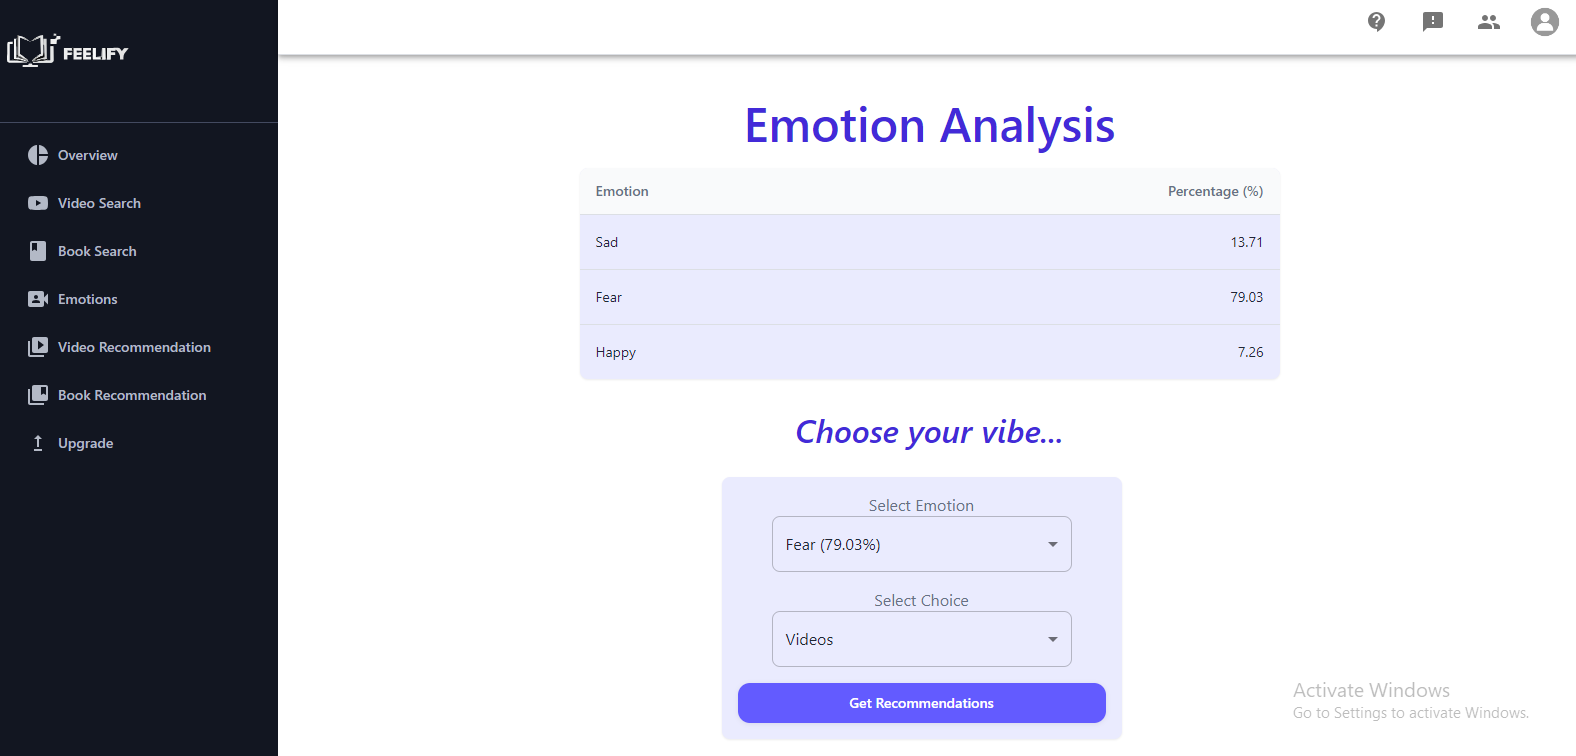 FEELIFY
Overview
Video Search
Book Search
Emotions
Video Recommendation
Book Recommendation
Upgrade
Emotion Analysis
Emotion Percentage (%)
Sad 13.71
Fear 79.03
Happy 7.26
Choose your vibe...
Select Emotion
Fear (79.03%)
Select Choice
Videos
Get Recommendations
Activate Windows
Go to Settings to activate Windows.